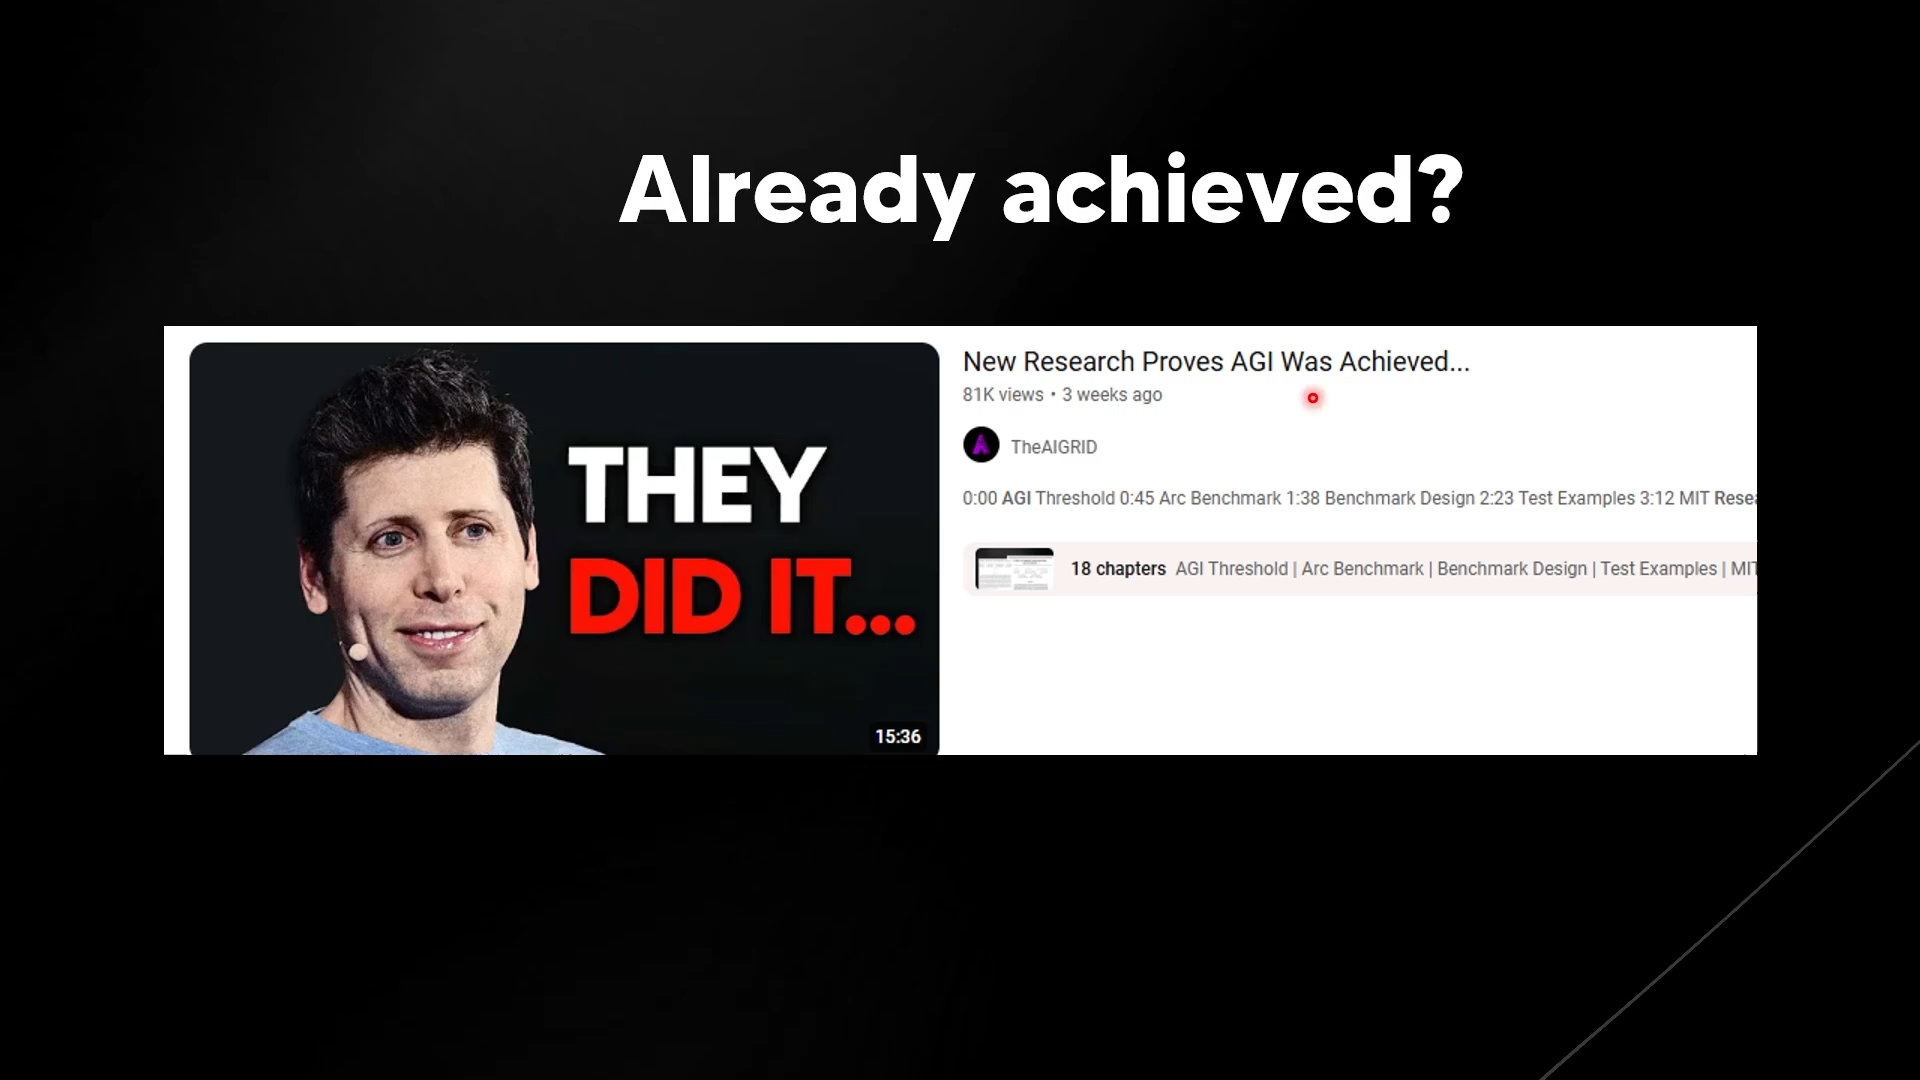 Already achieved?
THEY
DID IT...
15:36
New Research Proves AGI Was Achieved...
81K views • 3 weeks ago
TheAIGRID
0:00 AGI Threshold 0:45 Arc Benchmark 1:38 Benchmark Design 2:23 Test Examples 3:12 MIT Resea
18 chapters AGI Threshold | Arc Benchmark | Benchmark Design | Test Examples | MIT